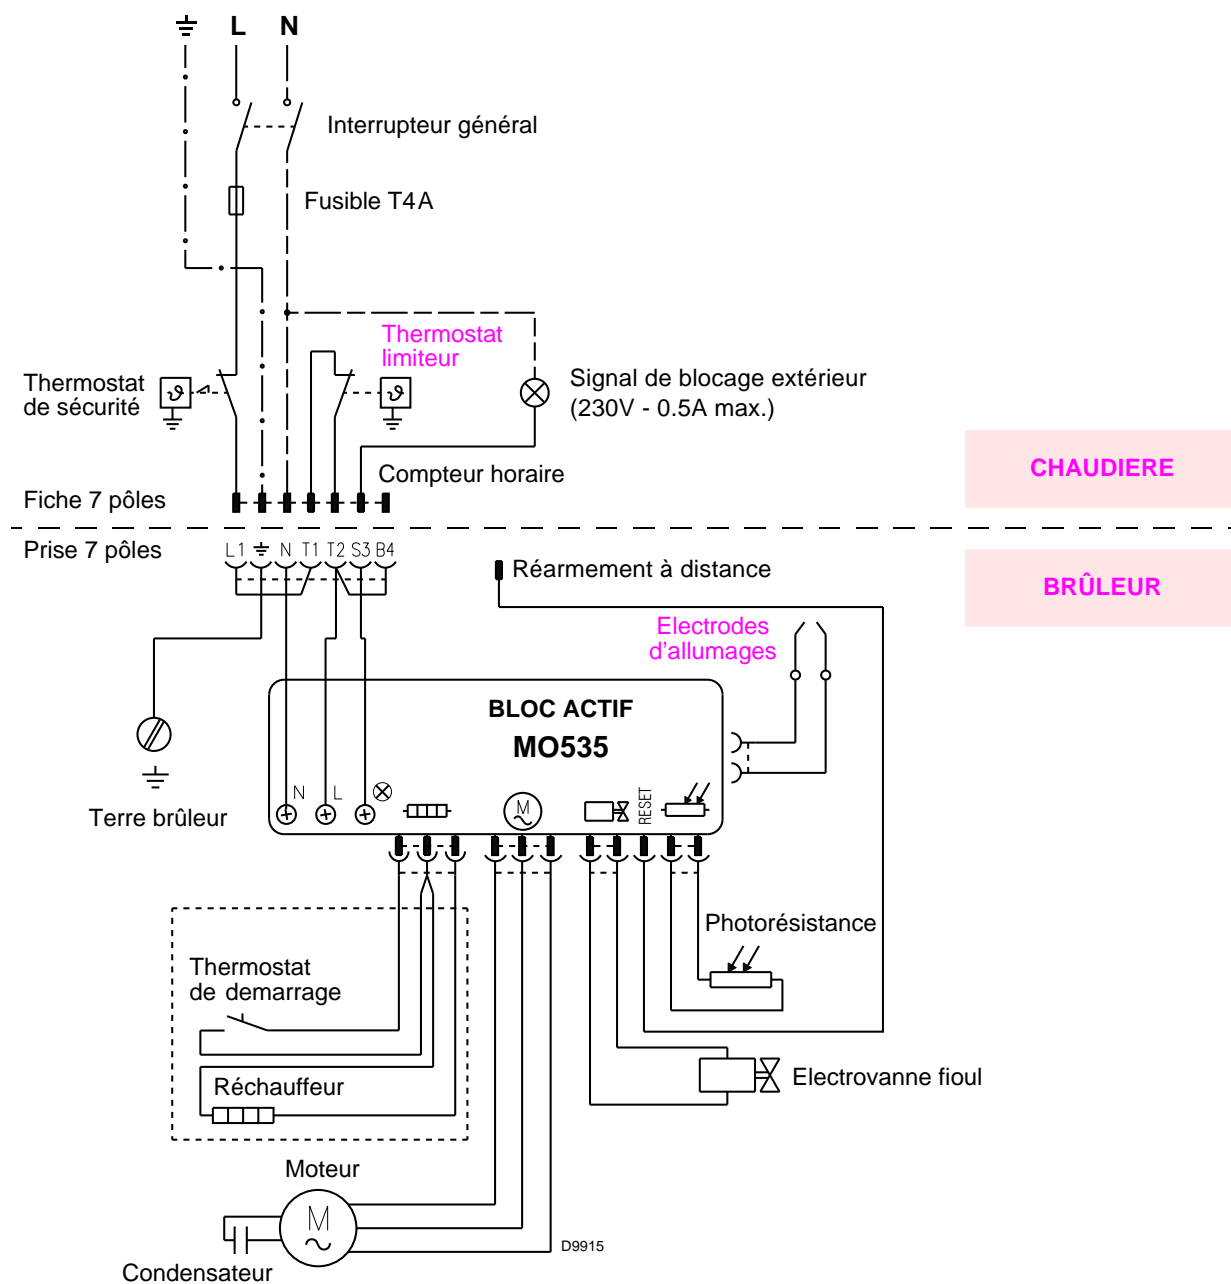 L N
Interrupteur général
Fusible T4A
Thermostat
limiteur
Thermostat
de sécurité
Signal de blocage extérieur
(230V - 0.5A max.)
Compteur horaire
CHAUDIERE
Fiche 7 pôles
Prise 7 pôles
L1 N T1 T2 S3 B4
Réarmement à distance
BRÛLEUR
Electrodes
d'allumages
BLOC ACTIF
MO535
N L
M
RESET
Terre brûleur
Photorésistance
Thermostat
de demarrage
Réchauffeur
Electrovanne fioul
Moteur
M
D9915
Condensateur